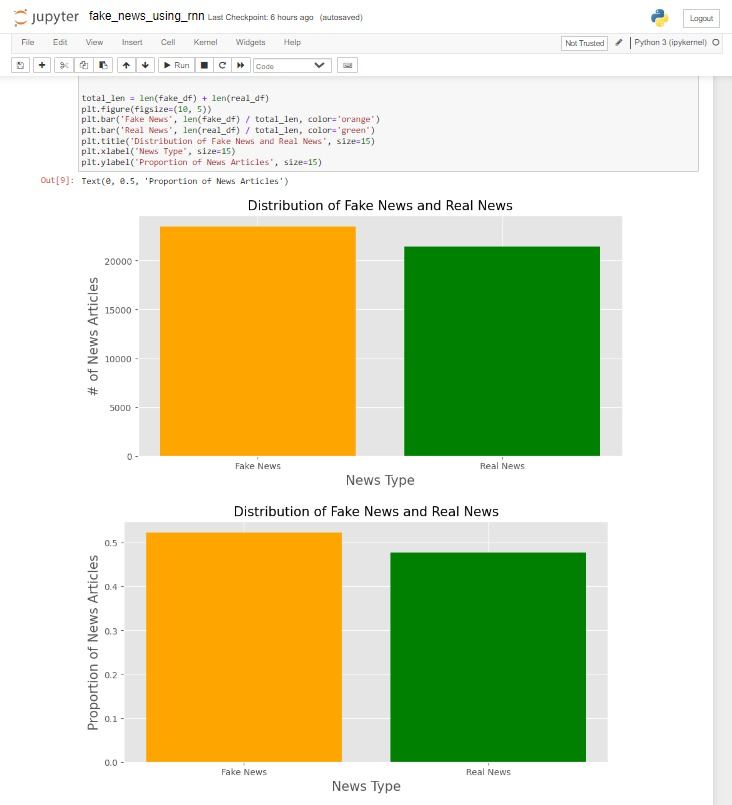 jupyter fake_news_using_rnn Last Checkpoint: 6 hours ago (autosaved)
Logout
File Edit View Insert Cell Kernel Widgets Help
Not Trusted Python 3 (ipykernel)
Run Code
total_len = len(fake_df) + len(real_df)
plt.figure(figsize=(10, 5))
plt.bar('Fake News', len(fake_df) / total_len, color='orange')
plt.bar('Real News', len(real_df) / total_len, color='green')
plt.title('Distribution of Fake News and Real News', size=15)
plt.xlabel('News Type', size=15)
plt.ylabel('Proportion of News Articles', size=15)
Out[9]: Text(0, 0.5, 'Proportion of News Articles')
Distribution of Fake News and Real News
# of News Articles
20000
15000
10000
5000
0
Fake News Real News
News Type
Distribution of Fake News and Real News
Proportion of News Articles
0.5
0.4
0.3
0.2
0.1
0.0
Fake News Real News
News Type